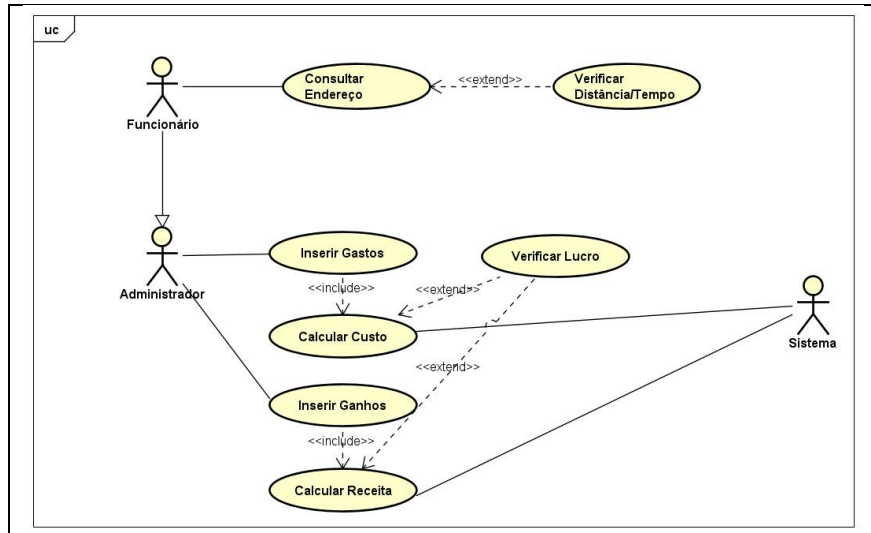 uc
Consultar
Endereço
<<extend>>
Verificar
Distância/Tempo
Funcionário
Inserir Gastos
Verificar Lucro
<<include>>
<<extend>>
Administrador
Calcular Custo
Sistema
<<extend>>
Inserir Ganhos
<<include>>
Calcular Receita